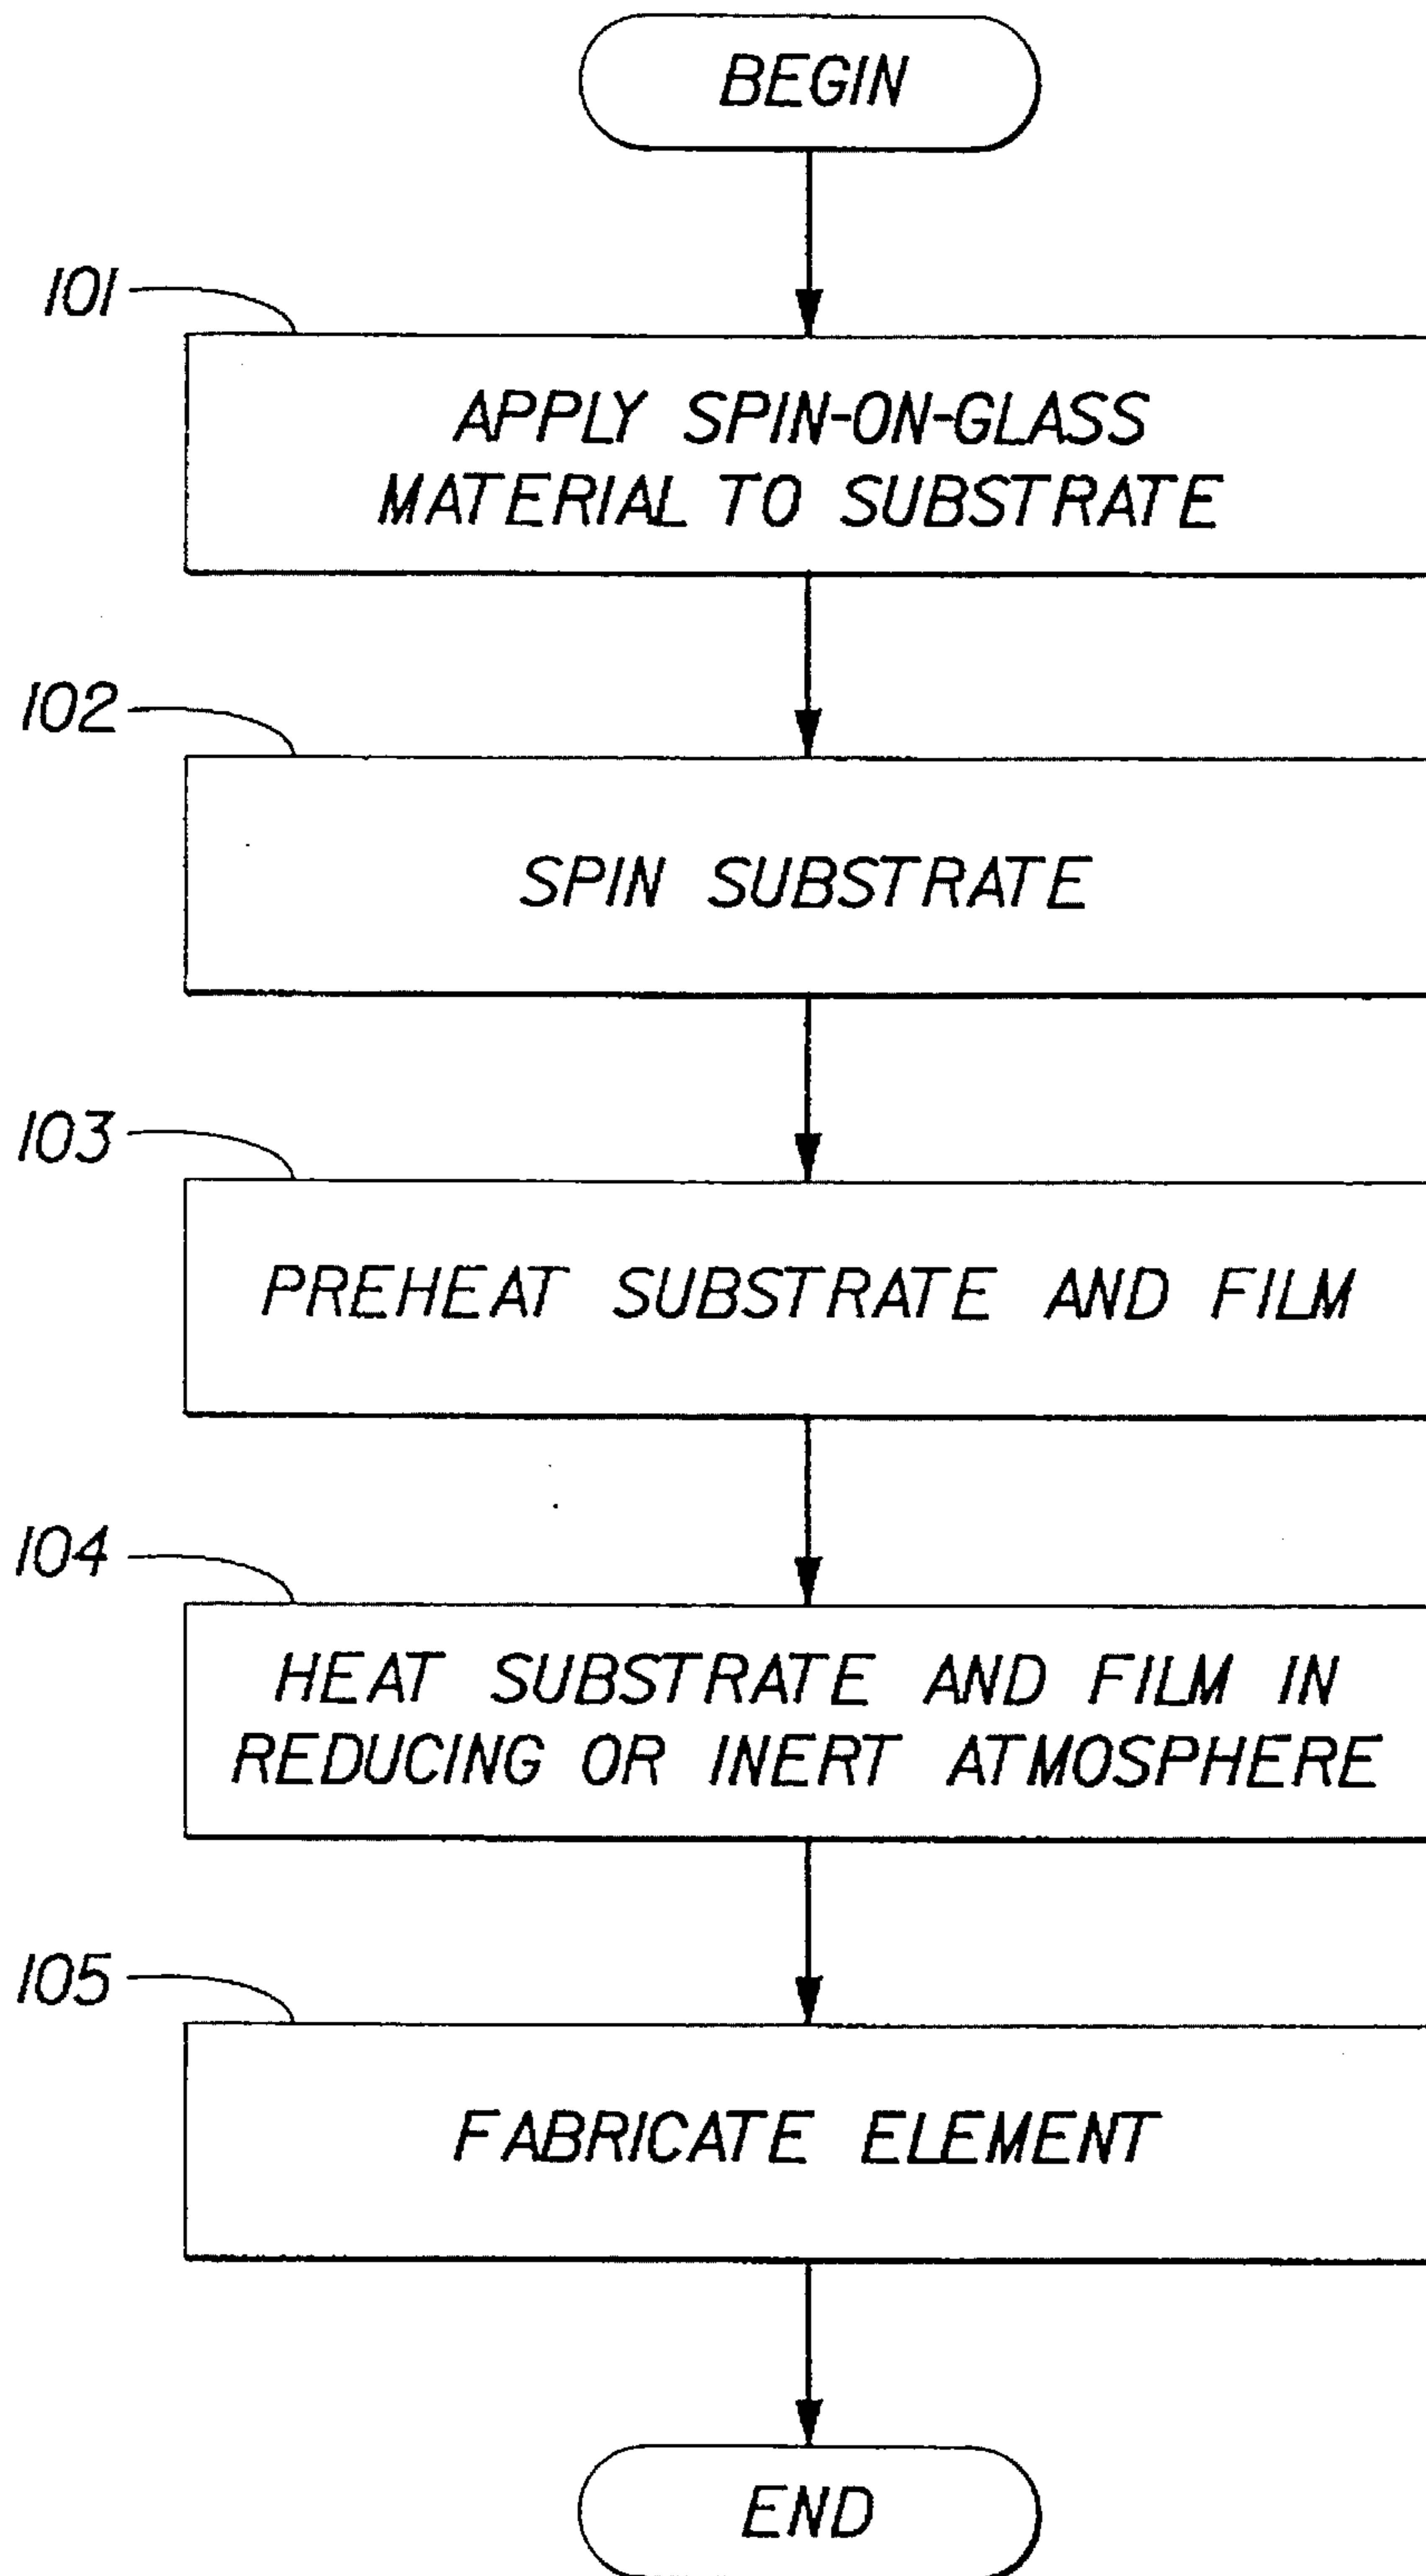 BEGIN
101
APPLY SPIN-ON-GLASS
MATERIAL TO SUBSTRATE
102
SPIN SUBSTRATE
103
PREHEAT SUBSTRATE AND FILM
104
HEAT SUBSTRATE AND FILM IN
REDUCING OR INERT ATMOSPHERE
105
FABRICATE ELEMENT
END